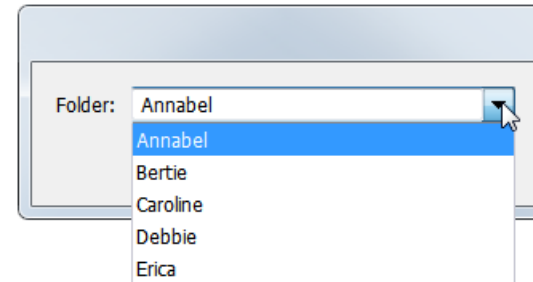 Folder: Annabel
Annabel
Bertie
Caroline
Debbie
Erica